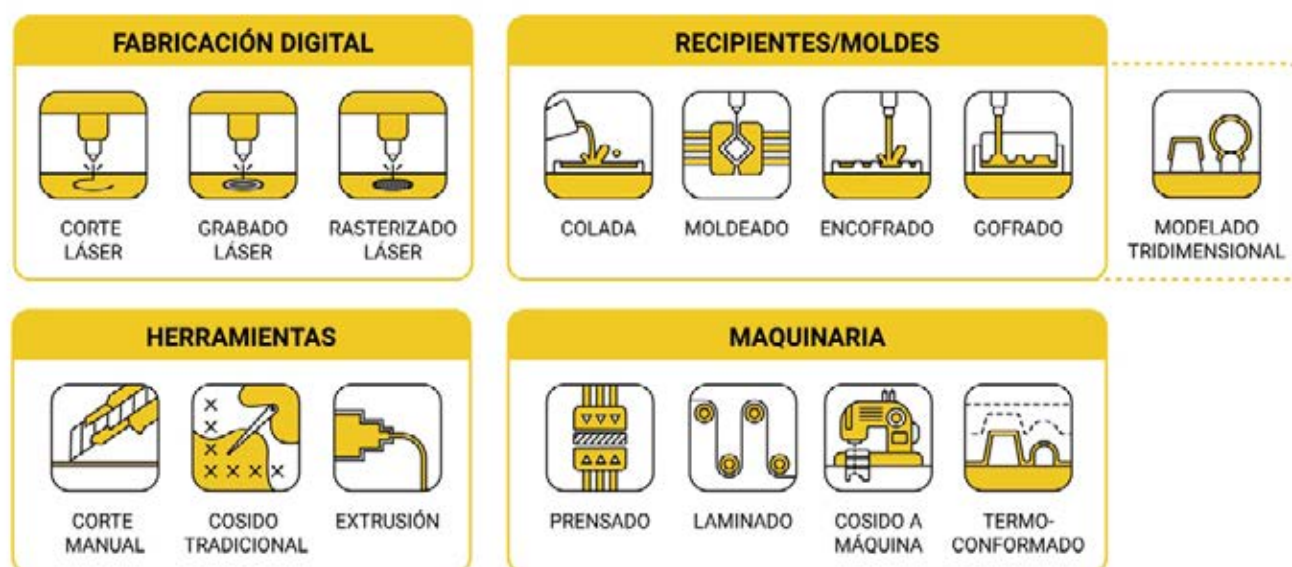 FABRICACIÓN DIGITAL
CORTE
LÁSER
GRABADO
LÁSER
RASTERIZADO
LÁSER
RECIPIENTES/MOLDES
COLADA
MOLDEADO
ENCOFRADO
GOFRADO
MODELADO
TRIDIMENSIONAL
HERRAMIENTAS
CORTE
MANUAL
COSIDO
TRADICIONAL
EXTRUSIÓN
MAQUINARIA
PRENSADO
LAMINADO
COSIDO A
MÁQUINA
TERMO-
CONFORMADO